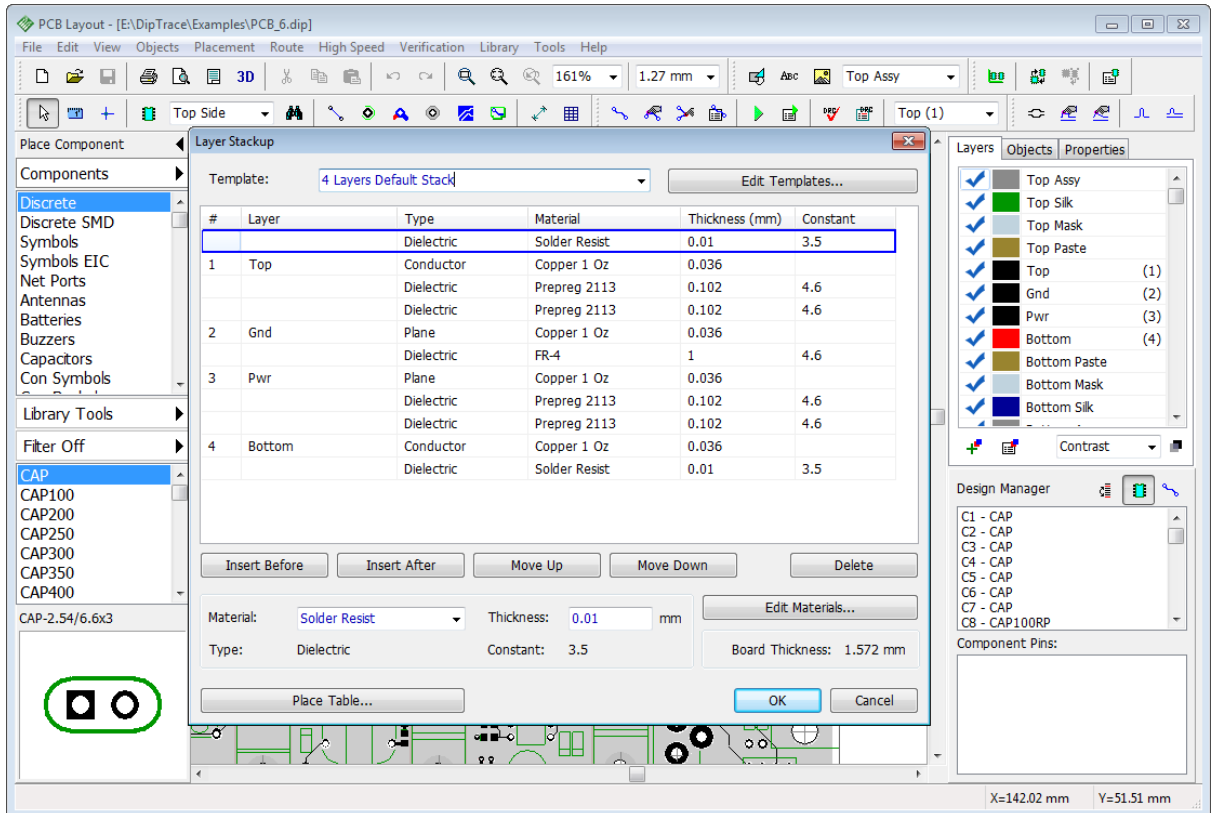 PCB Layout - [E:\DipTrace\Examples\PCB_6.dip]
File Edit View Objects Placement Route High Speed Verification Library Tools Help
3D 161% 1.27 mm ABC Top Assy
Top Side Top (1)
Place Component
Components
Discrete
Discrete SMD
Symbols
Symbols EIC
Net Ports
Antennas
Batteries
Buzzers
Capacitors
Con Symbols
Library Tools
Filter Off
CAP
CAP100
CAP200
CAP250
CAP300
CAP350
CAP400
CAP-2.54/6.6x3
Layer Stackup
Template: 4 Layers Default Stack Edit Templates...
# Layer Type Material Thickness (mm) Constant
Dielectric Solder Resist 0.01 3.5
1 Top Conductor Copper 1 Oz 0.036
Dielectric Prepreg 2113 0.102 4.6
Dielectric Prepreg 2113 0.102 4.6
2 Gnd Plane Copper 1 Oz 0.036
Dielectric FR-4 1 4.6
3 Pwr Plane Copper 1 Oz 0.036
Dielectric Prepreg 2113 0.102 4.6
Dielectric Prepreg 2113 0.102 4.6
4 Bottom Conductor Copper 1 Oz 0.036
Dielectric Solder Resist 0.01 3.5
Insert Before Insert After Move Up Move Down Delete
Material: Solder Resist Thickness: 0.01 mm Edit Materials...
Type: Dielectric Constant: 3.5 Board Thickness: 1.572 mm
Place Table... OK Cancel
Layers Objects Properties
Top Assy
Top Silk
Top Mask
Top Paste
Top (1)
Gnd (2)
Pwr (3)
Bottom (4)
Bottom Paste
Bottom Mask
Bottom Silk
Contrast
Design Manager
C1 - CAP
C2 - CAP
C3 - CAP
C4 - CAP
C5 - CAP
C6 - CAP
C7 - CAP
C8 - CAP100RP
Component Pins:
X=142.02 mm Y=51.51 mm